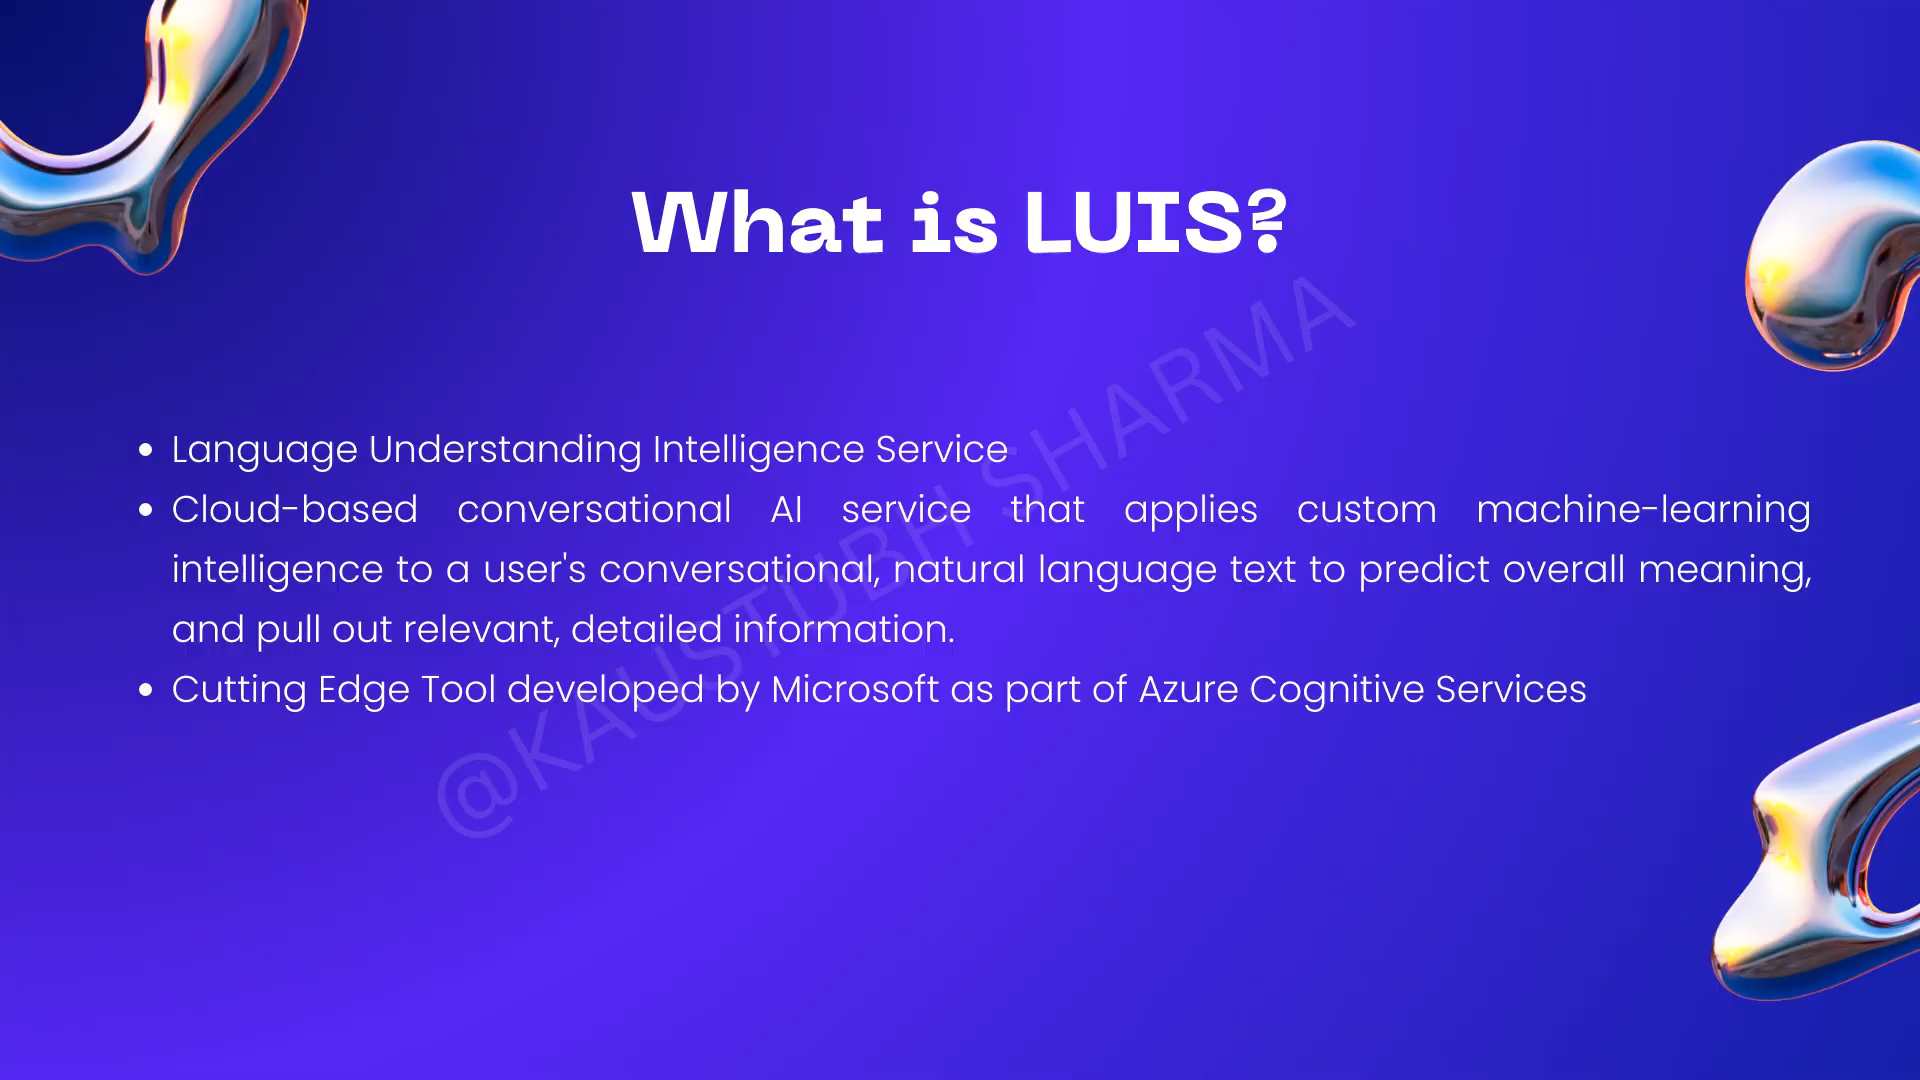 What is LUIS?
• Language Understanding Intelligence Service
• Cloud-based conversational AI service that applies custom machine-learning
intelligence to a user's conversational, natural language text to predict overall meaning,
and pull out relevant, detailed information.
• Cutting Edge Tool developed by Microsoft as part of Azure Cognitive Services
@KAUSTUBH SHARMA